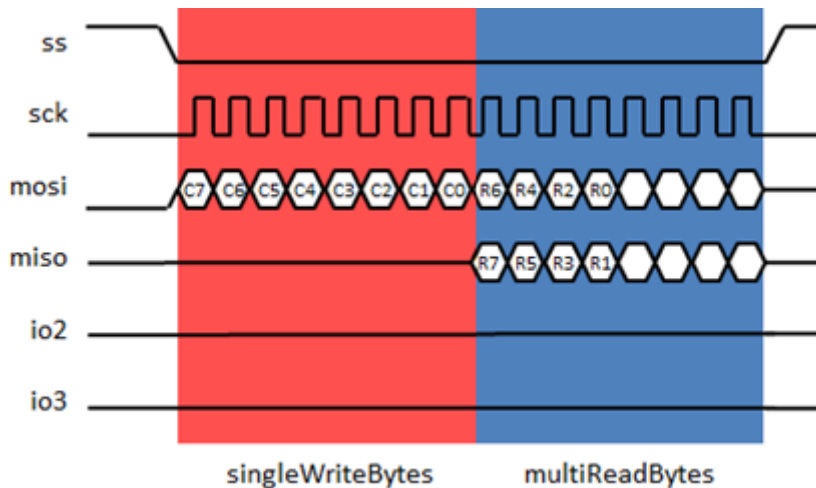 ss
sck
mosi C7 C6 C5 C4 C3 C2 C1 C0 R6 R4 R2 R0
miso R7 R5 R3 R1
io2
io3
singleWriteBytes multiReadBytes